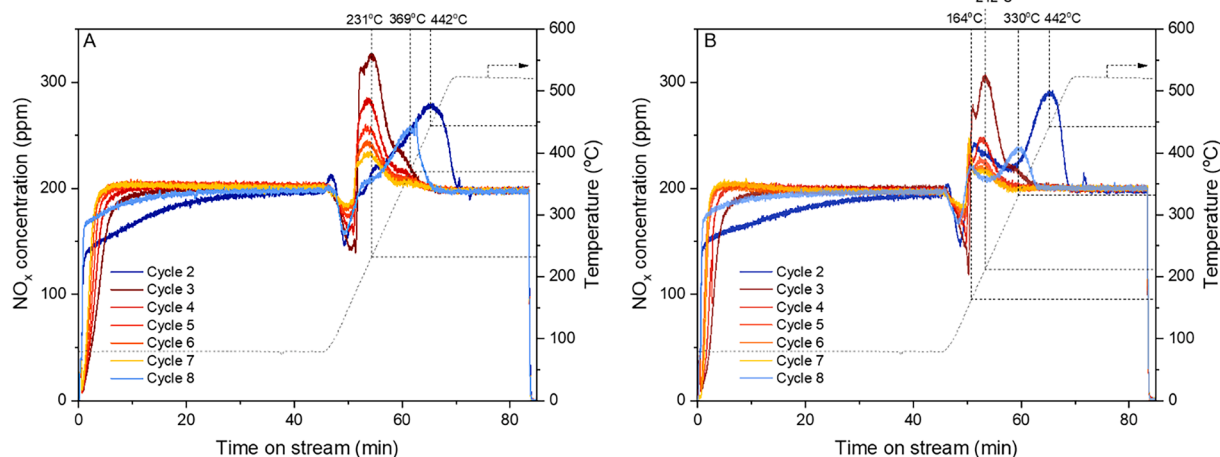 231°C 369°C 442°C
A
300
200
100
0
NOx concentration (ppm)
Cycle 2
Cycle 3
Cycle 4
Cycle 5
Cycle 6
Cycle 7
Cycle 8
0 20 40 60 80
Time on stream (min)
600
500
400
300
200
100
0
Temperature (°C)
164°C 330°C 442°C
B
300
200
100
0
NOx concentration (ppm)
Cycle 2
Cycle 3
Cycle 4
Cycle 5
Cycle 6
Cycle 7
Cycle 8
0 20 40 60 80
Time on stream (min)
600
500
400
300
200
100
0
Temperature (°C)